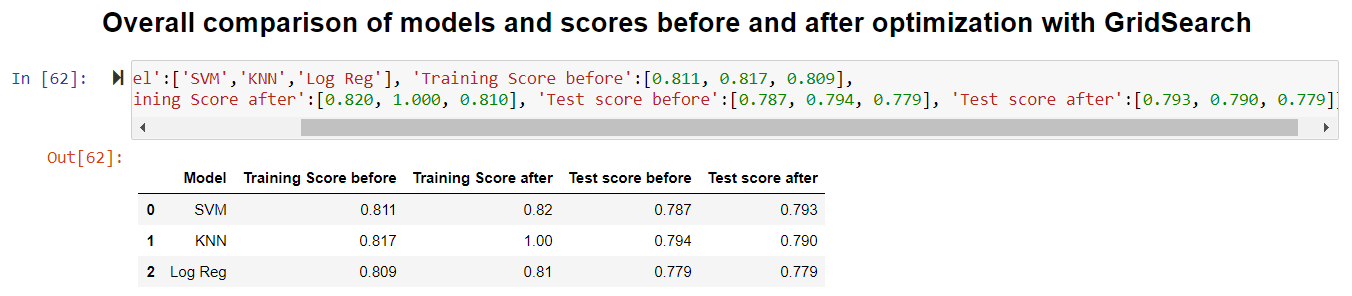 Overall comparison of models and scores before and after optimization with GridSearch
In [62]: el':['SVM','KNN','Log Reg'], 'Training Score before':[0.811, 0.817, 0.809],
ining Score after':[0.820, 1.000, 0.810], 'Test score before':[0.787, 0.794, 0.779], 'Test score after':[0.793, 0.790, 0.779]]
Out[62]:
Model Training Score before Training Score after Test score before Test score after
0 SVM 0.811 0.82 0.787 0.793
1 KNN 0.817 1.00 0.794 0.790
2 Log Reg 0.809 0.81 0.779 0.779